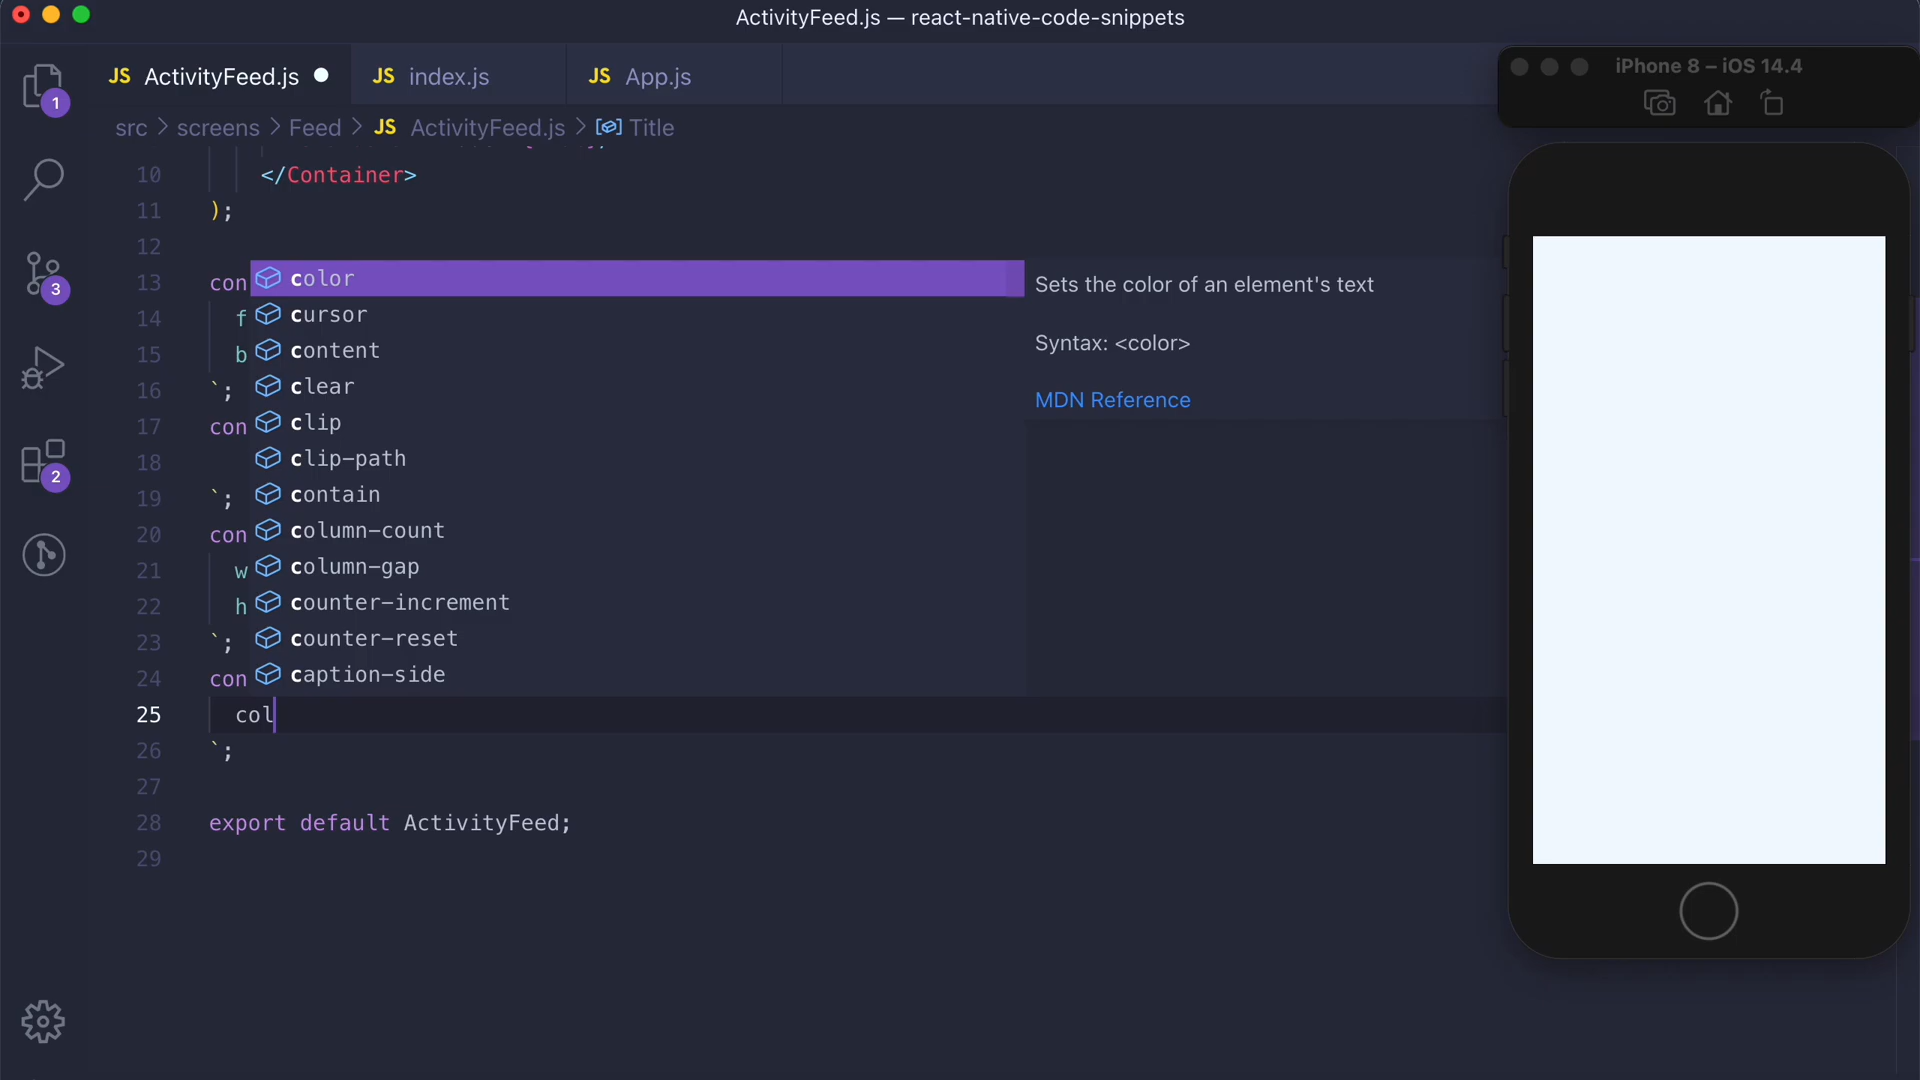 ActivityFeed.js — react-native-code-snippets
JS ActivityFeed.js
JS index.js
JS App.js
iPhone 8 – iOS 14.4
src > screens > Feed > JS ActivityFeed.js > Title
1
3
2
10 </Container>
11 );
12
13 con
14 f
15 b
16 `;
17 con
18
19 `;
20 con
21 w
22 h
23 `;
24 con
25 col
26 `;
27
28 export default ActivityFeed;
29
color
cursor
content
clear
clip
clip-path
contain
column-count
column-gap
counter-increment
counter-reset
caption-side
Sets the color of an element's text
Syntax: <color>
MDN Reference